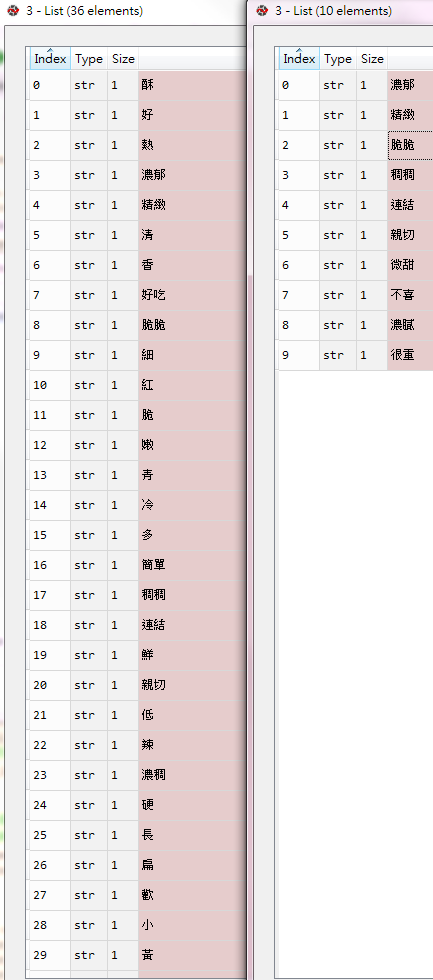 3 - List (36 elements)
Index Type Size
0 str 1 酥
1 str 1 好
2 str 1 熱
3 str 1 濃郁
4 str 1 精緻
5 str 1 清
6 str 1 香
7 str 1 好吃
8 str 1 脆脆
9 str 1 細
10 str 1 紅
11 str 1 脆
12 str 1 嫩
13 str 1 青
14 str 1 冷
15 str 1 多
16 str 1 簡單
17 str 1 稠稠
18 str 1 連結
19 str 1 鮮
20 str 1 親切
21 str 1 低
22 str 1 辣
23 str 1 濃稠
24 str 1 硬
25 str 1 長
26 str 1 扁
27 str 1 歡
28 str 1 小
29 str 1 黃
3 - List (10 elements)
Index Type Size
0 str 1 濃郁
1 str 1 精緻
2 str 1 脆脆
3 str 1 稠稠
4 str 1 連結
5 str 1 親切
6 str 1 微甜
7 str 1 不喜
8 str 1 濃膩
9 str 1 很重